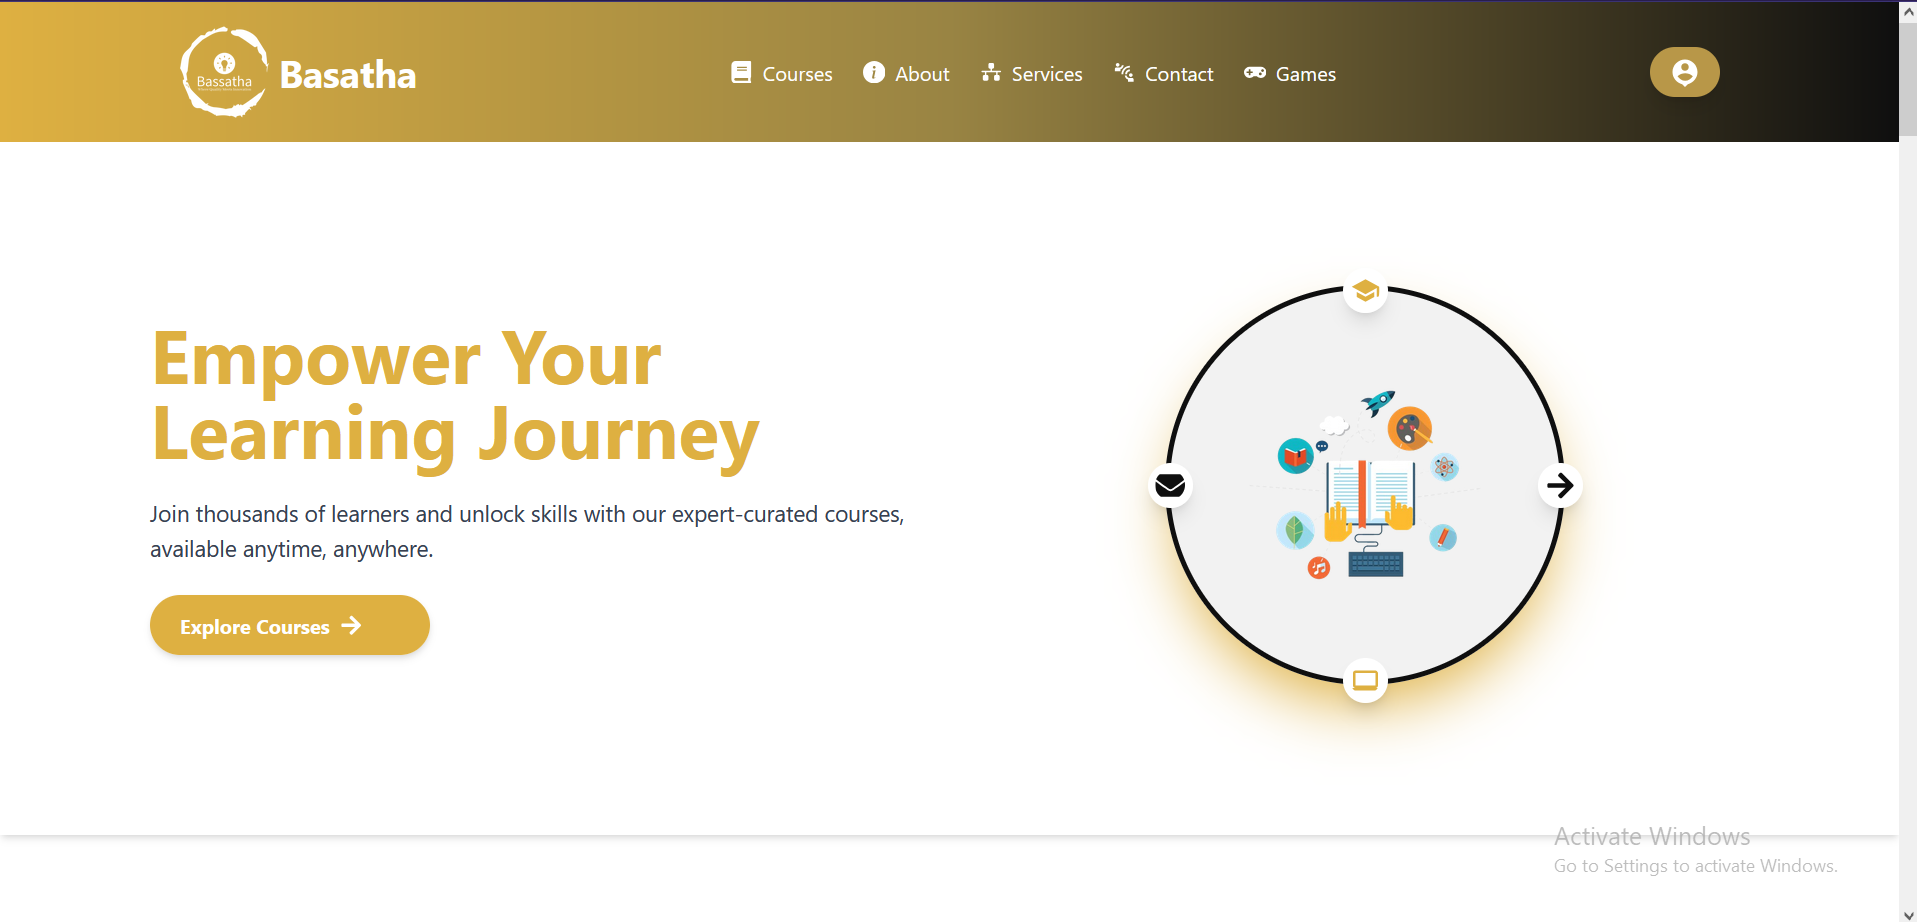 Bassatha
Basatha
Courses
About
Services
Contact
Games
Empower Your
Learning Journey
Join thousands of learners and unlock skills with our expert-curated courses,
available anytime, anywhere.
Explore Courses
Activate Windows
Go to Settings to activate Windows.